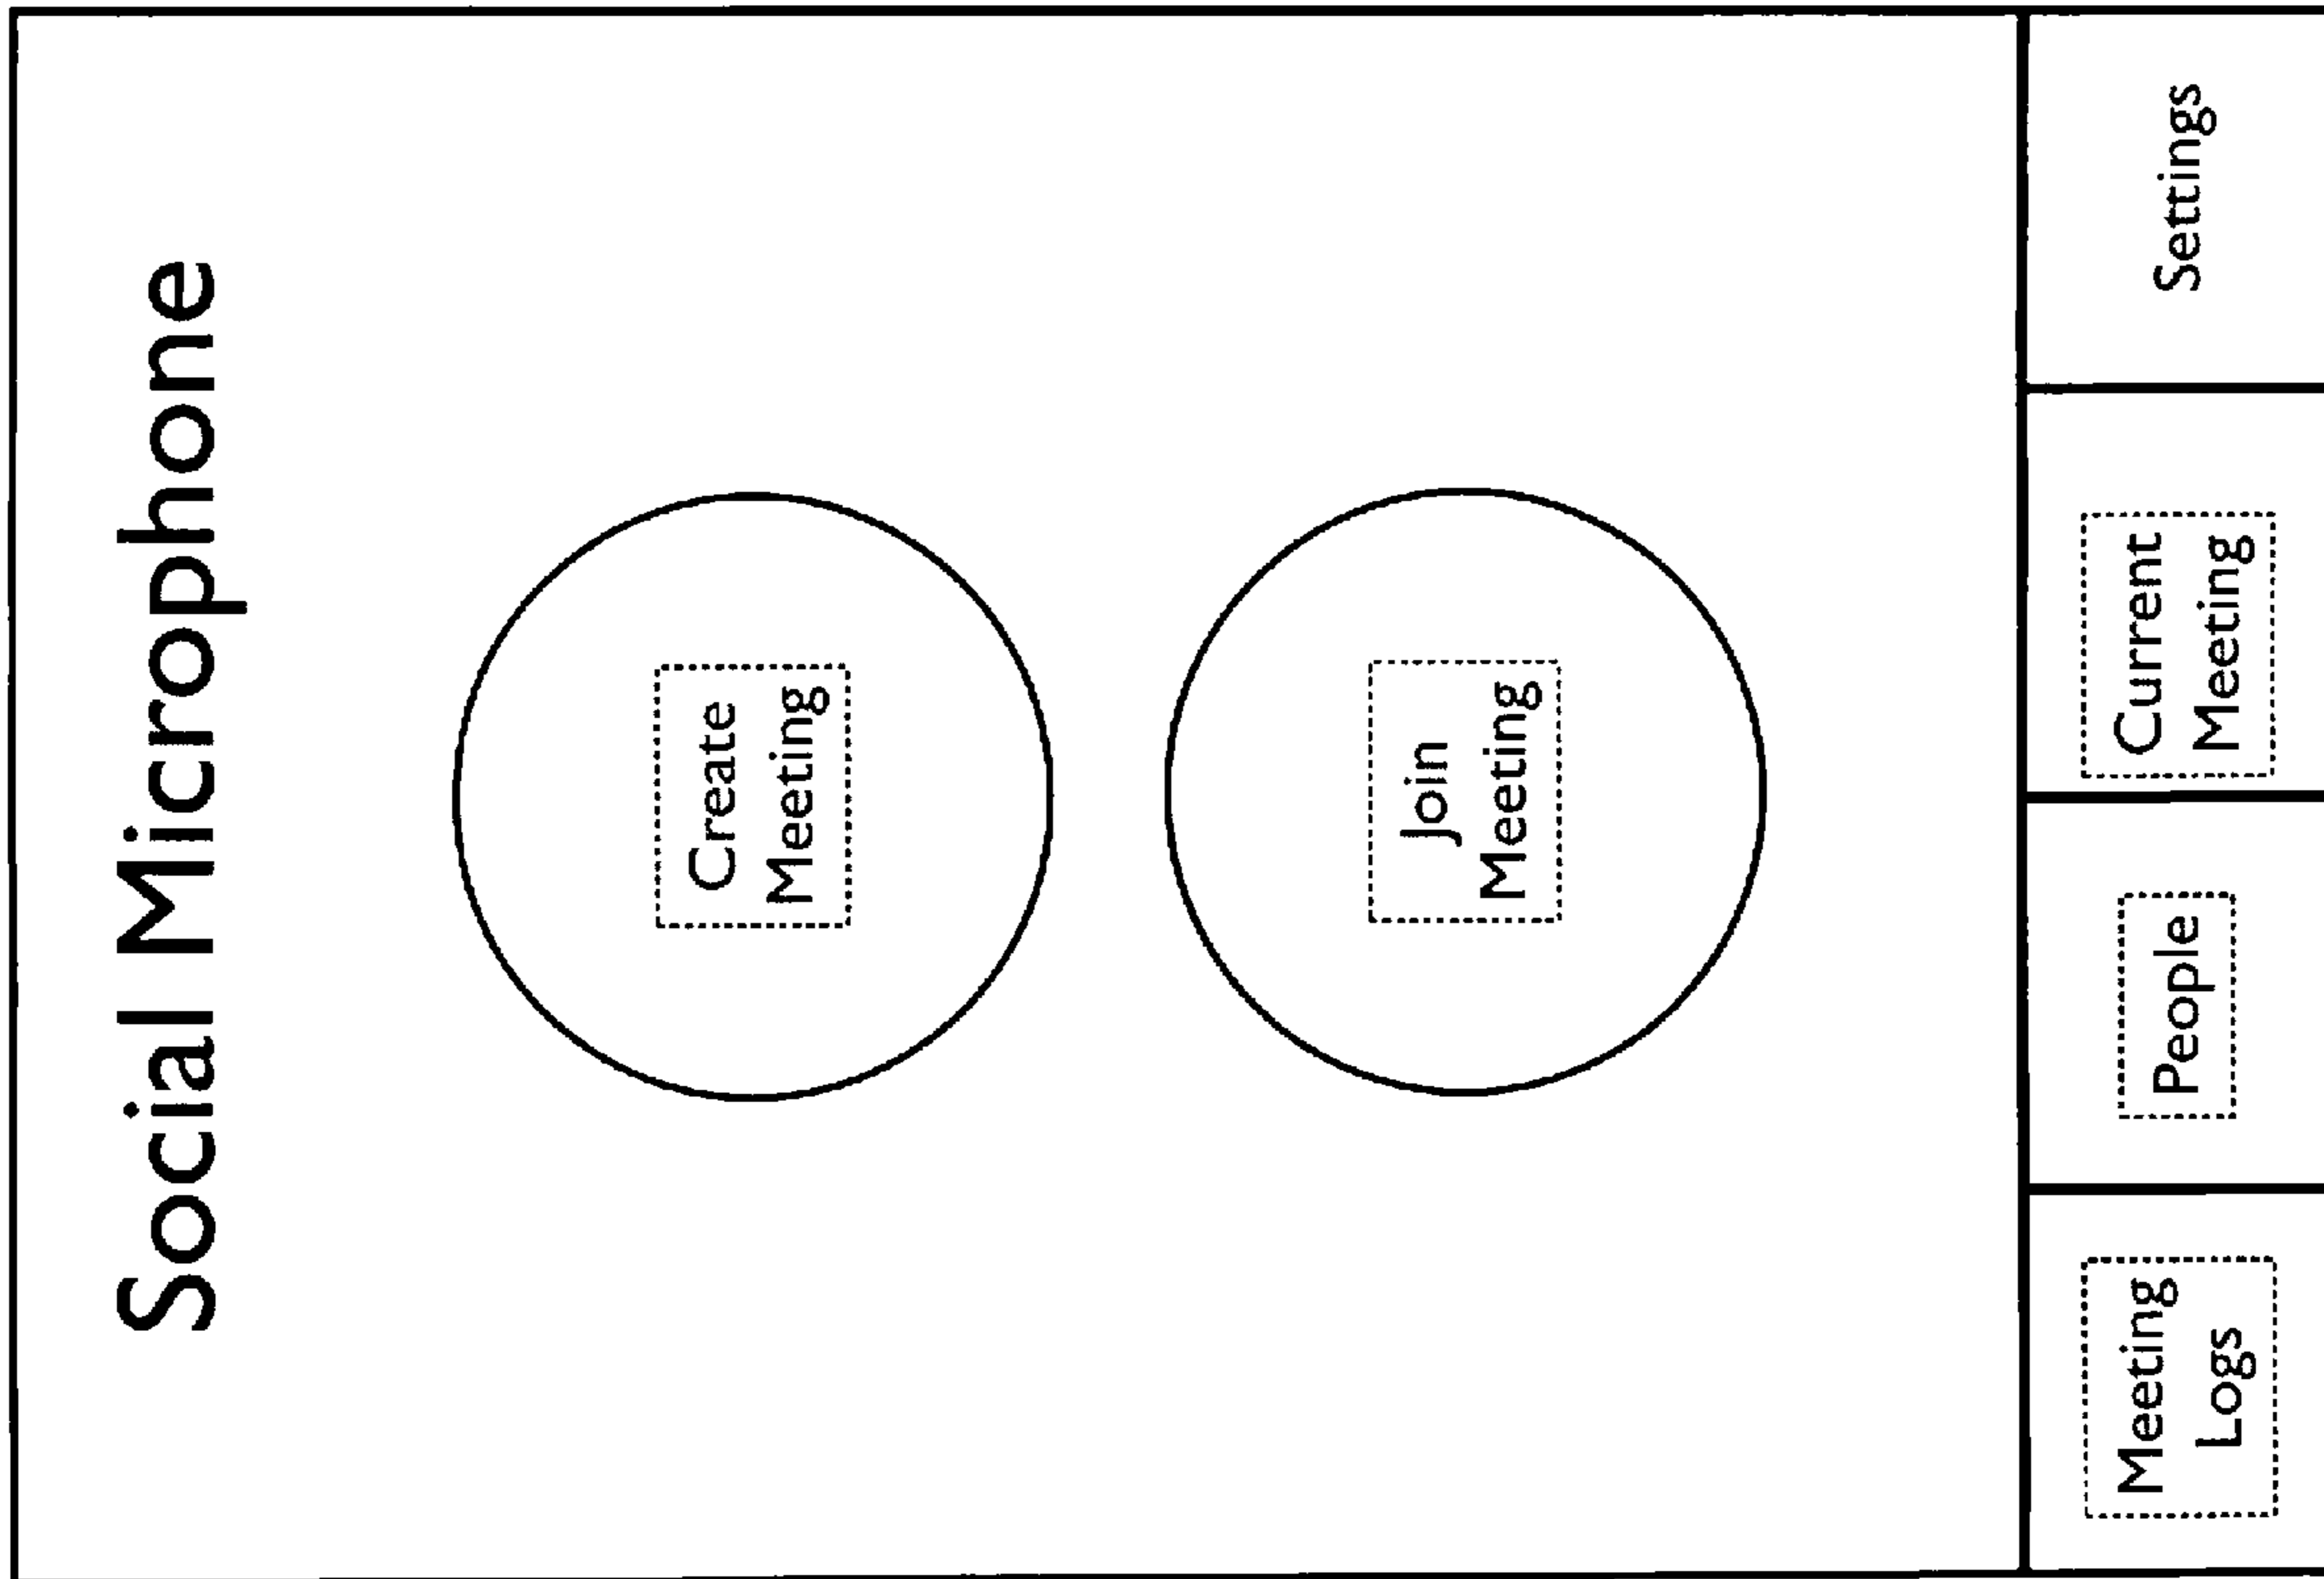 Social Microphone
Create
Meeting
Join
Meeting
Meeting
Logs
People
Current
Meeting
Settings